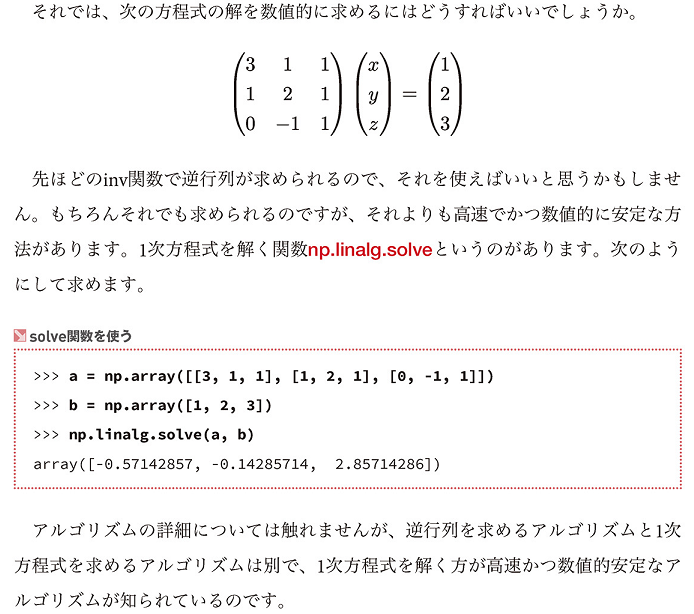 それでは、次の方程式の解を数値的に求めるにはどうすればいいでしょうか。
3 1 1 x 1
1 2 1 y = 2
0 −1 1 z 3
先ほどのinv関数で逆行列が求められるので、それを使えばいいと思うかもしませ
ん。もちろんそれでも求められるのですが、それよりも高速でかつ数値的に安定な方
法があります。1次方程式を解く関数np.linalg.solveというのがあります。次のよう
にして求めます。
solve関数を使う
>>> a = np.array([[3, 1, 1], [1, 2, 1], [0, -1, 1]])
>>> b = np.array([1, 2, 3])
>>> np.linalg.solve(a, b)
array([-0.57142857, -0.14285714,  2.85714286])
アルゴリズムの詳細については触れませんが、逆行列を求めるアルゴリズムと1次
方程式を求めるアルゴリズムは別で、1次方程式を解く方が高速かつ数値的安定なア
ルゴリズムが知られているのです。